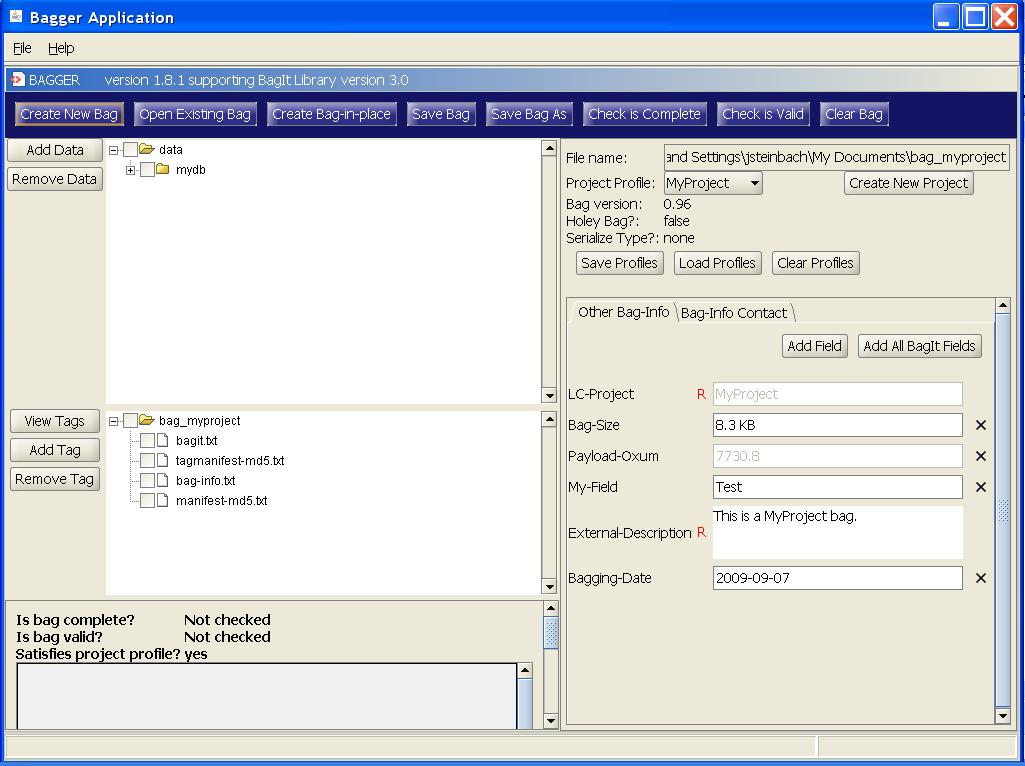 Bagger Application
File Help
BAGGER version 1.8.1 supporting BagIt Library version 3.0
Create New Bag Open Existing Bag Create Bag-in-place Save Bag Save Bag As Check is Complete Check is Valid Clear Bag
Add Data
Remove Data
data
mydb
File name: and Settings\jsteinbach\My Documents\bag_myproject
Project Profile: MyProject Create New Project
Bag version: 0.96
Holey Bag?: false
Serialize Type?: none
Save Profiles Load Profiles Clear Profiles
Other Bag-Info Bag-Info Contact
Add Field Add All BagIt Fields
LC-Project R MyProject
Bag-Size 8.3 KB
Payload-Oxum 7730.8
My-Field Test
External-Description R This is a MyProject bag.
Bagging-Date 2009-09-07
View Tags
Add Tag
Remove Tag
bag_myproject
bagit.txt
tagmanifest-md5.txt
bag-info.txt
manifest-md5.txt
Is bag complete? Not checked
Is bag valid? Not checked
Satisfies project profile? yes